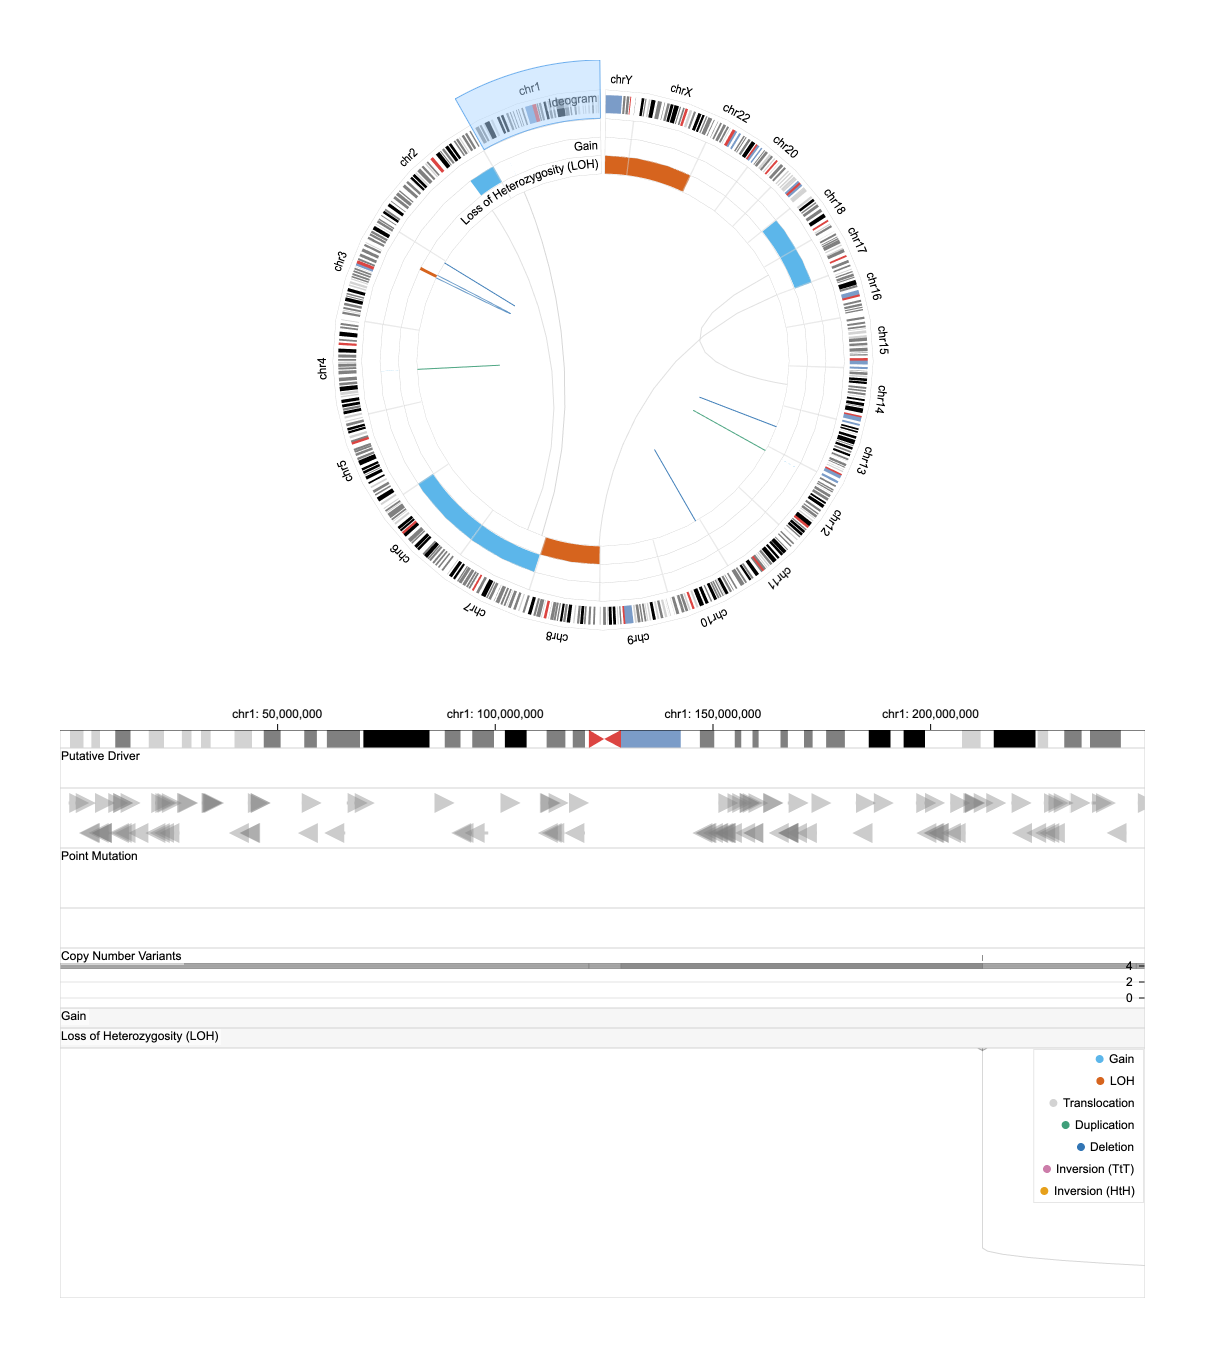 chrY
chrX
chr22
chr20
chr18
chr17
chr16
chr15
chr14
chr13
chr12
chr11
chr10
chr9
chr8
chr7
chr6
chr5
chr4
chr3
chr2
chr1
Ideogram
Gain
Loss of Heterozygosity (LOH)
chr1: 50,000,000
chr1: 100,000,000
chr1: 150,000,000
chr1: 200,000,000
Putative Driver
Point Mutation
Copy Number Variants
4
2
0
Gain
Loss of Heterozygosity (LOH)
Gain
LOH
Translocation
Duplication
Deletion
Inversion (TtT)
Inversion (HtH)